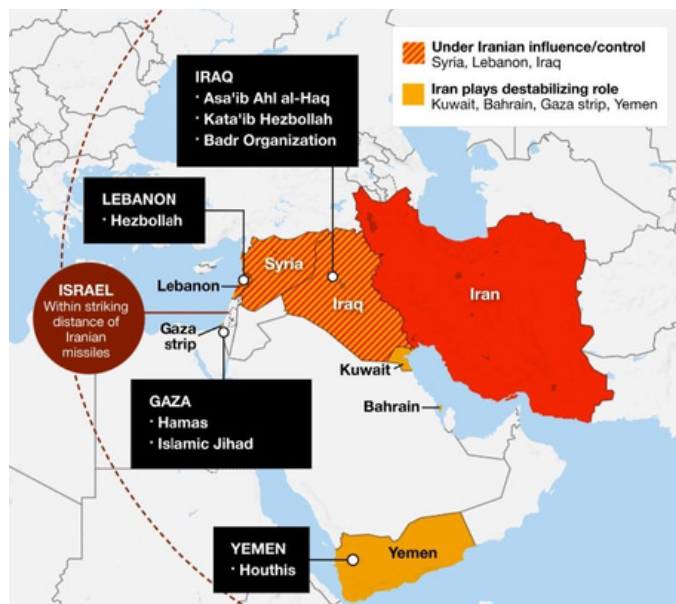 Under Iranian influence/control
Syria, Lebanon, Iraq
Iran plays destabilizing role
Kuwait, Bahrain, Gaza strip, Yemen
IRAQ
· Asa'ib Ahl al-Haq
· Kata'ib Hezbollah
· Badr Organization
LEBANON
· Hezbollah
Syria
Lebanon
Iraq
Iran
ISRAEL
Within striking
distance of
Iranian
missiles
Gaza
strip
Kuwait
Bahrain
GAZA
· Hamas
· Islamic Jihad
YEMEN
· Houthis
Yemen